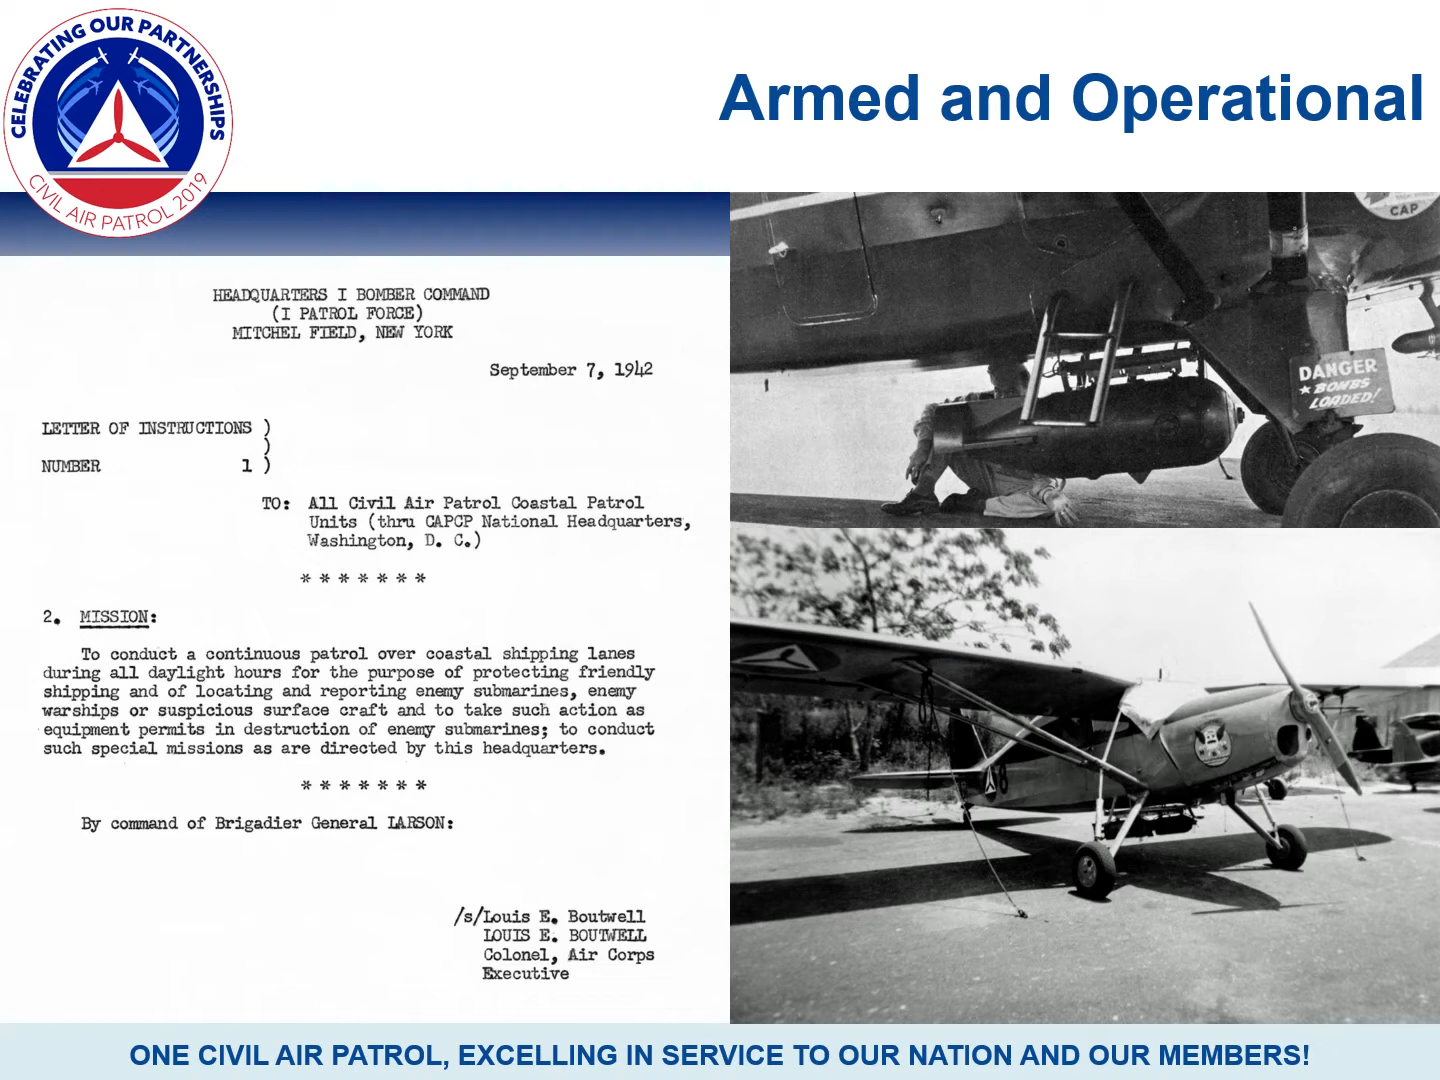 CELEBRATING OUR PARTNERSHIPS
CIVIL AIR PATROL 2019
Armed and Operational
HEADQUARTERS I BOMBER COMMAND
(I PATROL FORCE)
MITCHEL FIELD, NEW YORK
September 7, 1942
LETTER OF INSTRUCTIONS )
)
NUMBER 1 )
TO: All Civil Air Patrol Coastal Patrol
Units (thru CAPCP National Headquarters,
Washington, D. C.)
* * * * * * *
2. MISSION:
To conduct a continuous patrol over coastal shipping lanes
during all daylight hours for the purpose of protecting friendly
shipping and of locating and reporting enemy submarines, enemy
warships or suspicious surface craft and to take such action as
equipment permits in destruction of enemy submarines; to conduct
such special missions as are directed by this headquarters.
* * * * * * *
By command of Brigadier General LARSON:
/s/Louis E. Boutwell
LOUIS E. BOUTWELL
Colonel, Air Corps
Executive
CAP
DANGER
★ BOMBS
LOADED!
8
ONE CIVIL AIR PATROL, EXCELLING IN SERVICE TO OUR NATION AND OUR MEMBERS!